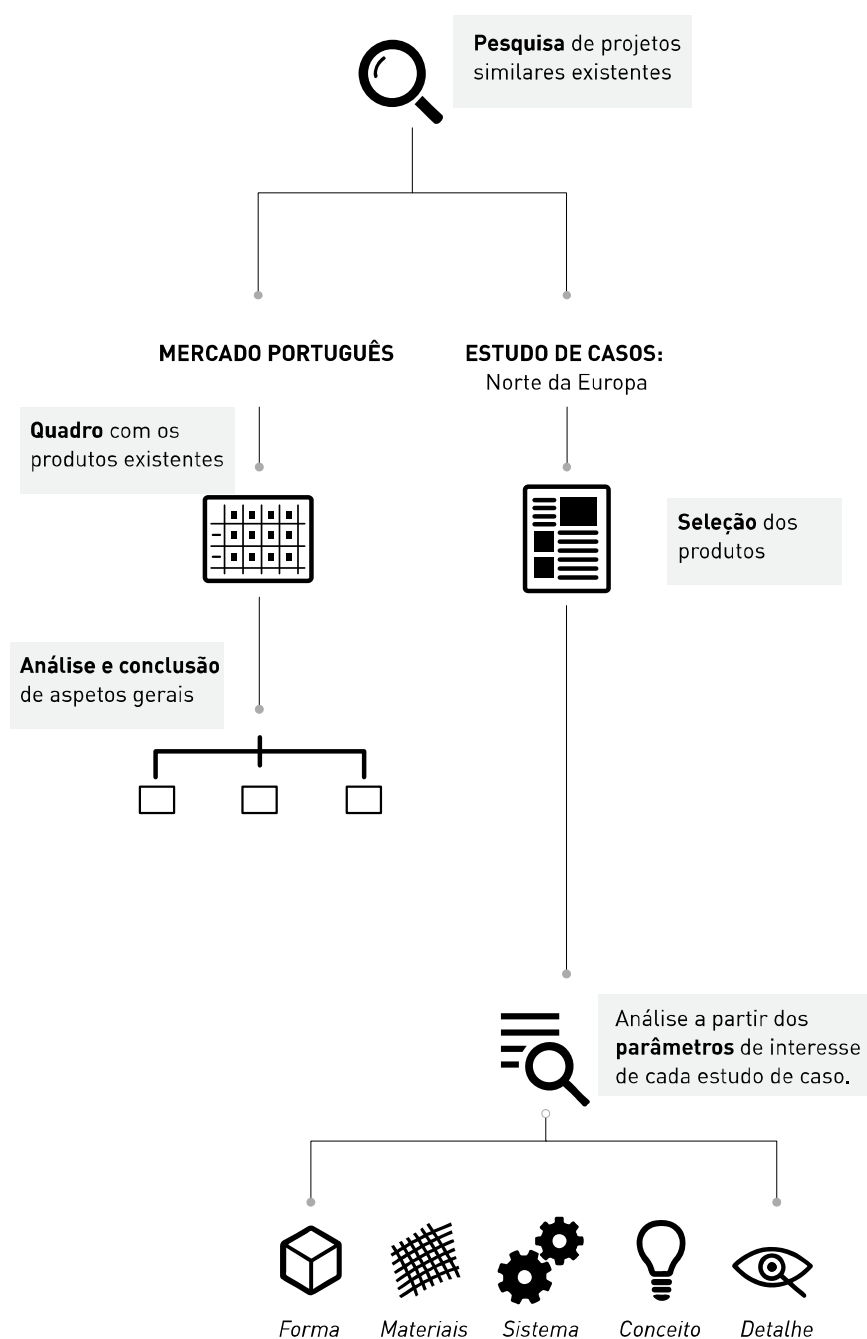 Pesquisa de projetos
similares existentes
MERCADO PORTUGUÊS
ESTUDO DE CASOS:
Norte da Europa
Quadro com os
produtos existentes
Seleção dos
produtos
Análise e conclusão
de aspetos gerais
Análise a partir dos
parâmetros de interesse
de cada estudo de caso.
Forma
Materiais
Sistema
Conceito
Detalhe